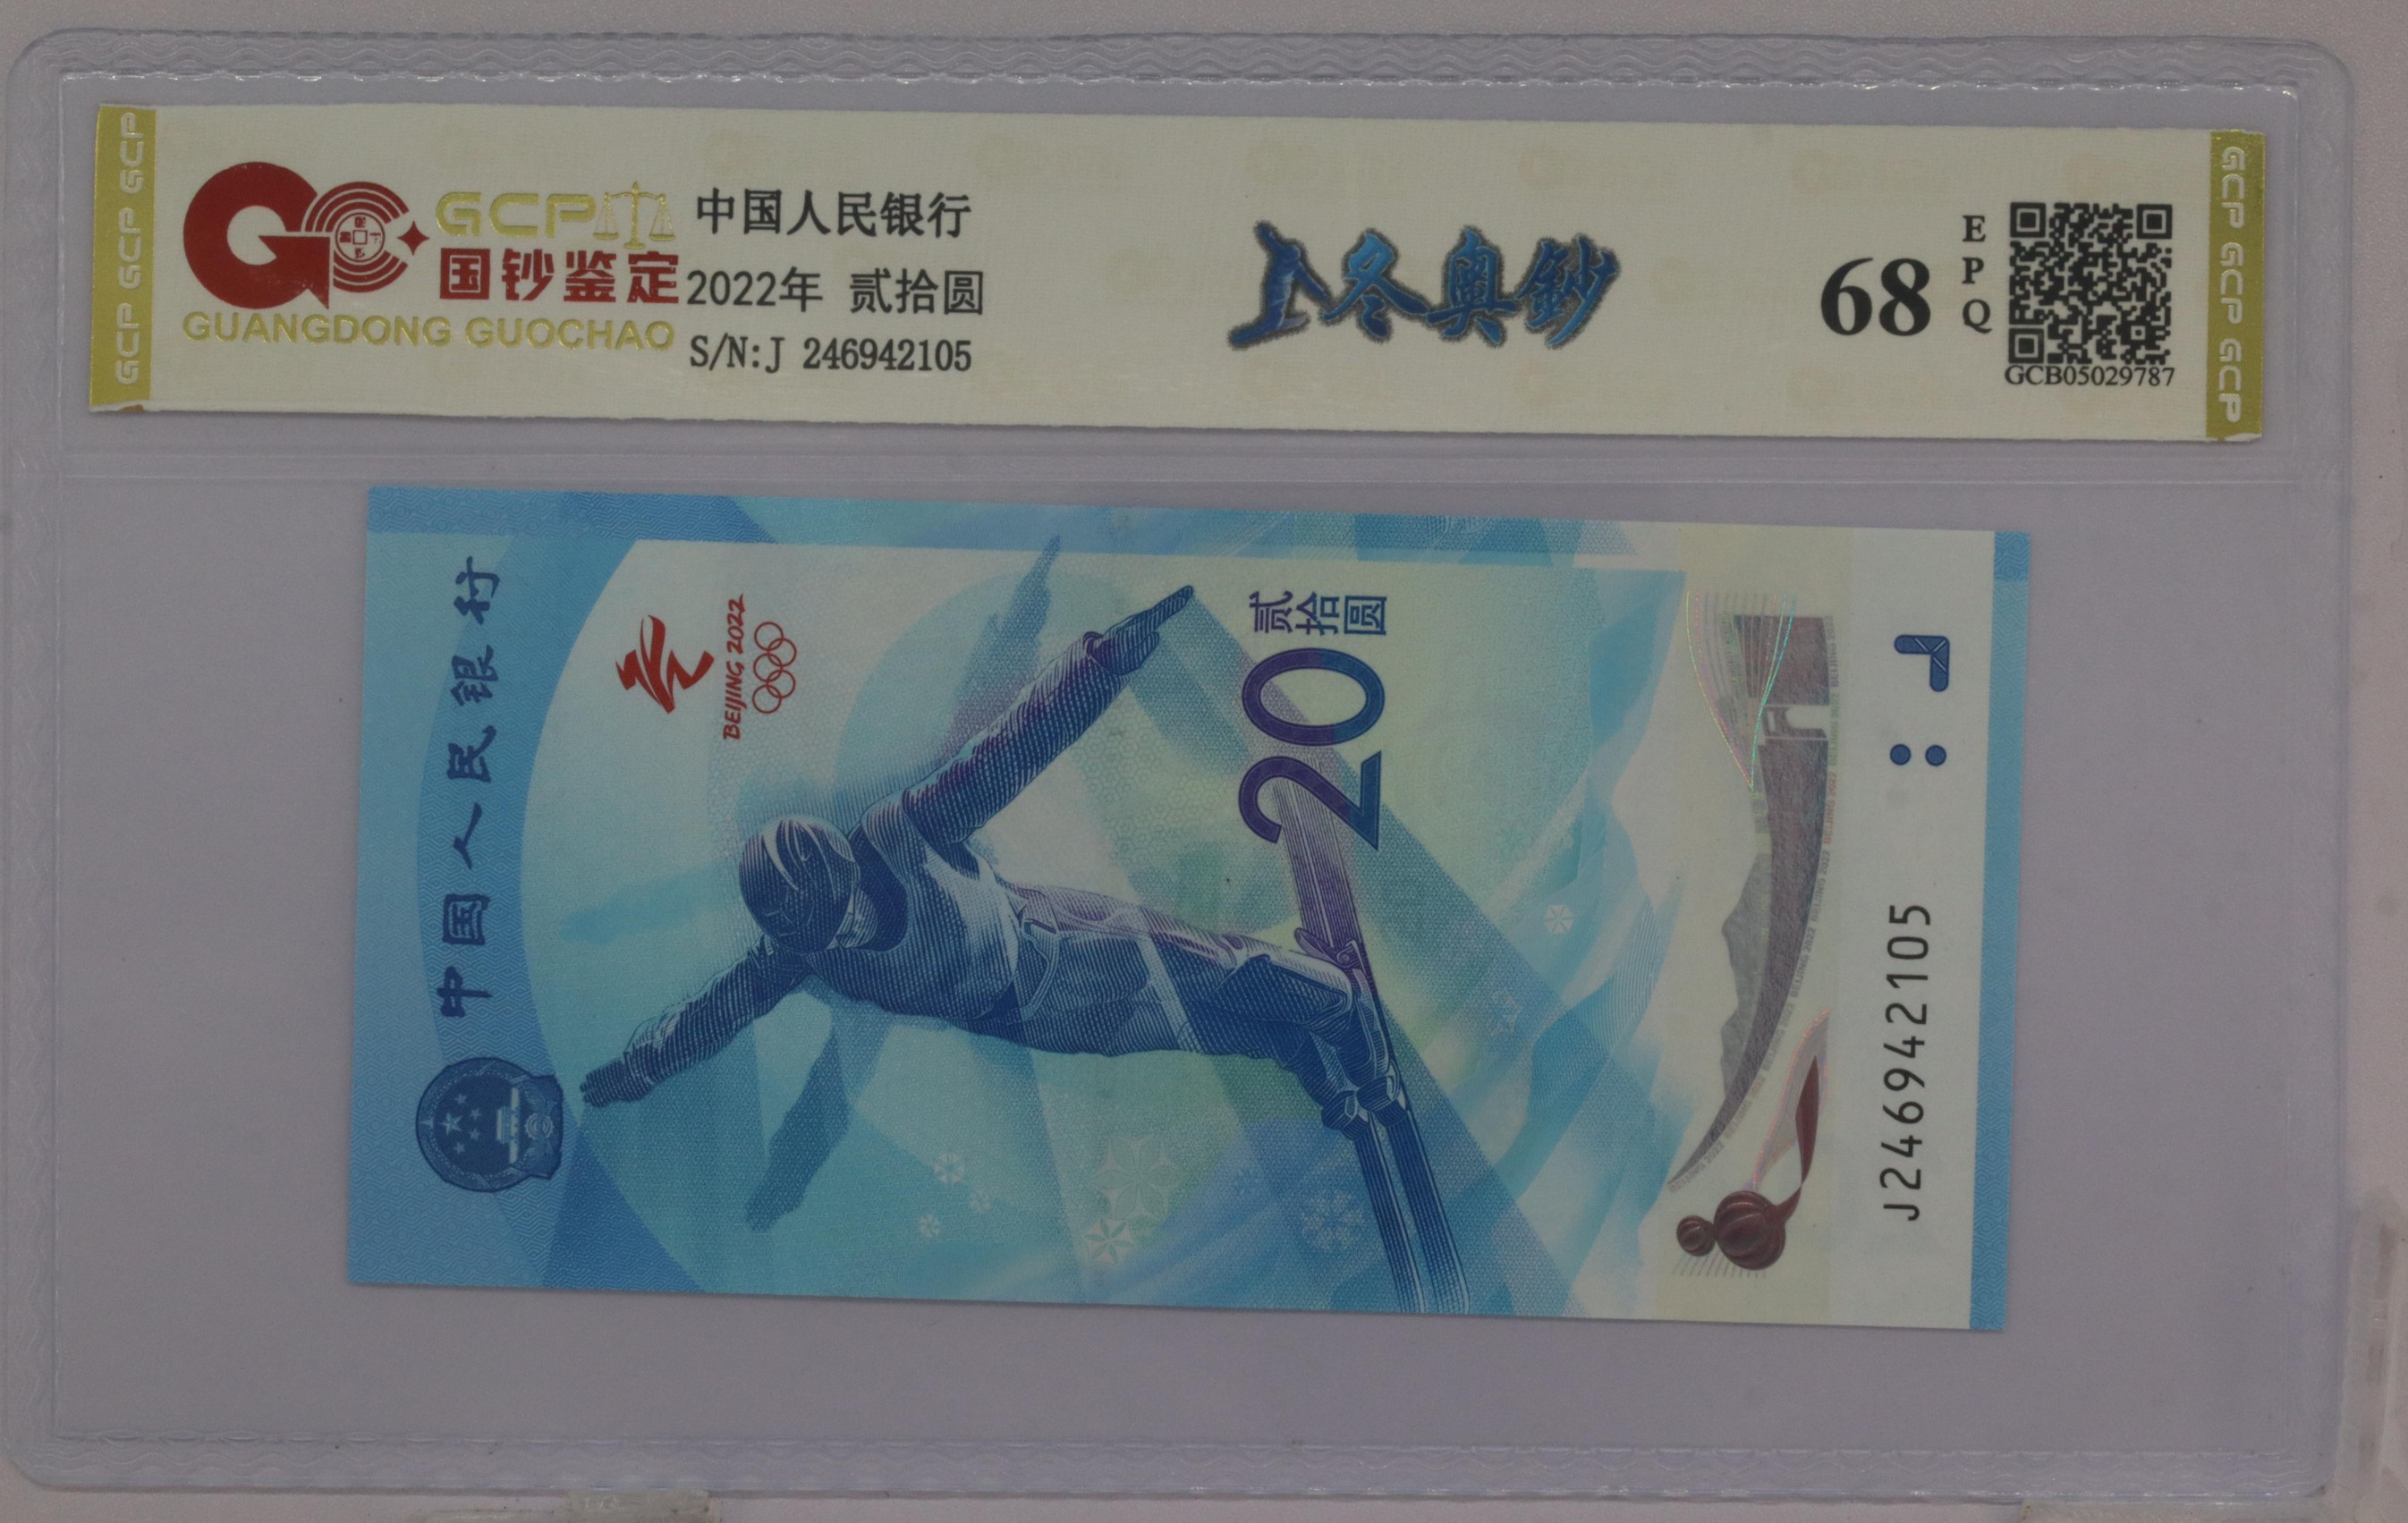 GCP GCP GCP
GCP
国钞鉴定
GUANGDONG GUOCHAO
中国人民银行
2022年 贰拾圆
S/N:J 246942105
冬奥鈔
68
E
P
Q
GCB05029787
GCP GCP GCP
中国人民银行
BEIJING 2022
贰拾圆
20
J246942105